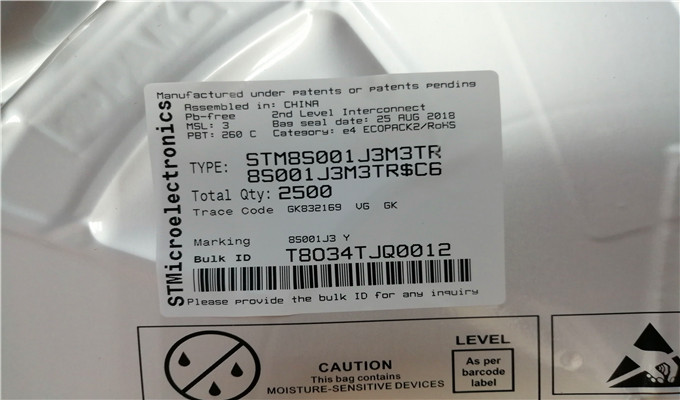 Manufactured under patents or patents pending
Assembled in: CHINA
Pb-free 2nd Level Interconnect
MSL: 3 Bag seal date: 25 AUG 2018
PBT: 260 C Category: e4 ECOPACK2/RoHS
TYPE: STM8S001J3M3TR
8S001J3M3TR$C6
Total Qty: 2500
Trace Code GK832169 VG GK
Marking 8S001J3 Y
Bulk ID T8034TJQ0012
Please provide the bulk ID for any inquiry
STMicroelectronics
CAUTION
This bag contains
MOISTURE-SENSITIVE DEVICES
LEVEL
As per
barcode
label